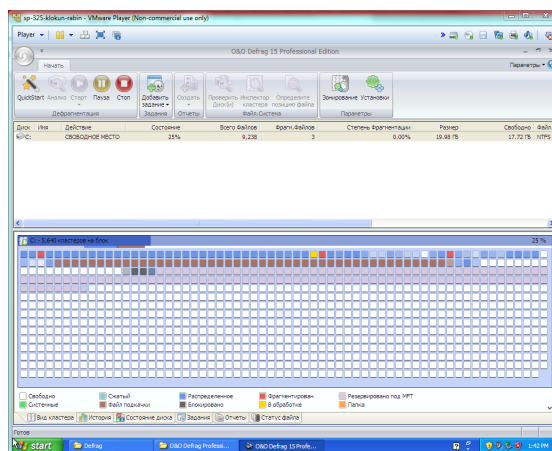 sp-325-klokun-rabin - VMware Player (Non-commercial use only)
Player
O&O Defrag 15 Professional Edition
Начать
Параметры
QuickStart Анализ Старт Пауза Стоп Добавить задание Создать Проверить Диск(и) Инспектор кластера Определите позицию файла Зонирование Установки
Дефрагментация Задания Отчеты Файл.Система Параметры
Диск Имя Действие Состояние Всего Файлов Фрагм.Файлов Степень Фрагментации Размер Свободно Файл
C: СВОБОДНОЕ МЕСТО 25% 9,238 3 0.00% 19.98 ГБ 17.72 ГБ NTFS
C: - 5,640 кластеров на блок 25 %
Свободно Сжатый Распределенное Фрагментирован Резервировано под MFT
Системные Файл подкачки Блокировано В обработке Папка
Вид кластера История Состояние диска Задания Отчеты Статус файла
Готов
start Defrag O&O Defrag Professi... O&O Defrag 15 Profe... 1:42 PM